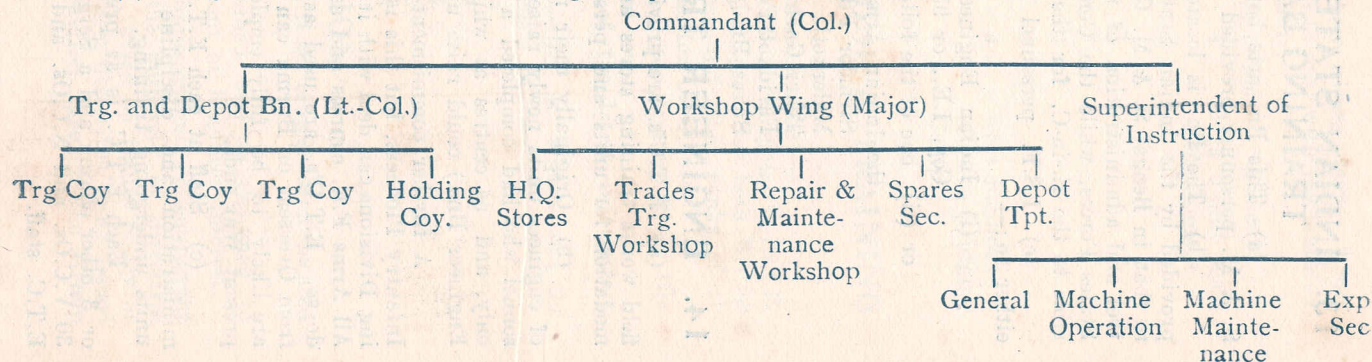 Commandant (Col.)
Trg. and Depot Bn. (Lt.-Col.)
Workshop Wing (Major)
Superintendent of
Instruction
Trg Coy
Trg Coy
Trg Coy
Holding
Coy.
H.Q.
Stores
Trades
Trg.
Workshop
Repair &
Mainte-
nance
Workshop
Spares
Sec.
Depot
Tpt.
General
Machine
Operation
Machine
Mainte-
nance
Exp
Sec